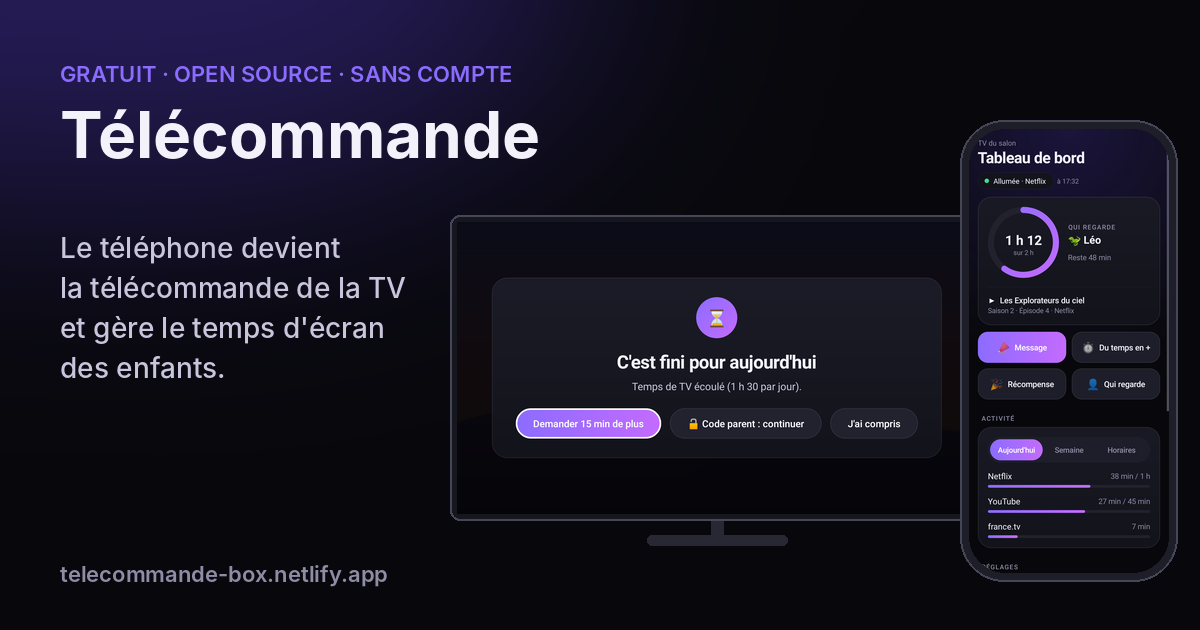 GRATUIT · OPEN SOURCE · SANS COMPTE
Télécommande
Le téléphone devient
la télécommande de la TV
et gère le temps d'écran
des enfants.
telecommande-box.netlify.app
C'est fini pour aujourd'hui
Temps de TV écoulé (1 h 30 par jour).
Demander 15 min de plus
Code parent : continuer
J'ai compris
TV du salon
Tableau de bord
Allumée · Netflix
à 17:32
1 h 12
sur 2 h
QUI REGARDE
Léo
Reste 48 min
Les Explorateurs du ciel
Saison 2 · Épisode 4 · Netflix
Message
Du temps en +
Récompense
Qui regarde
ACTIVITÉ
Aujourd'hui
Semaine
Horaires
Netflix
38 min / 1 h
YouTube
27 min / 45 min
france.tv
7 min
RÉGLAGES